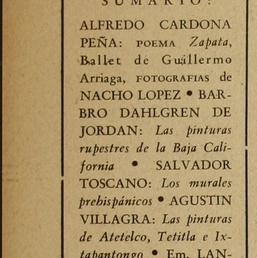 SUMARIO:
ALFREDO CARDONA
PEÑA: POEMA Zapata,
Ballet de Guillermo
Arriaga, FOTOGRAFIAS de
NACHO LOPEZ • BAR-
BRO DAHLGREN DE
JORDAN: Las pinturas
rupestres de la Baja Cali-
fornia • SALVADOR
TOSCANO: Los murales
prehispánicos • AGUSTIN
VILLAGRA: Las pinturas
de Atetelco, Tetitla e Ix-
tapantongo • Em. LAN-